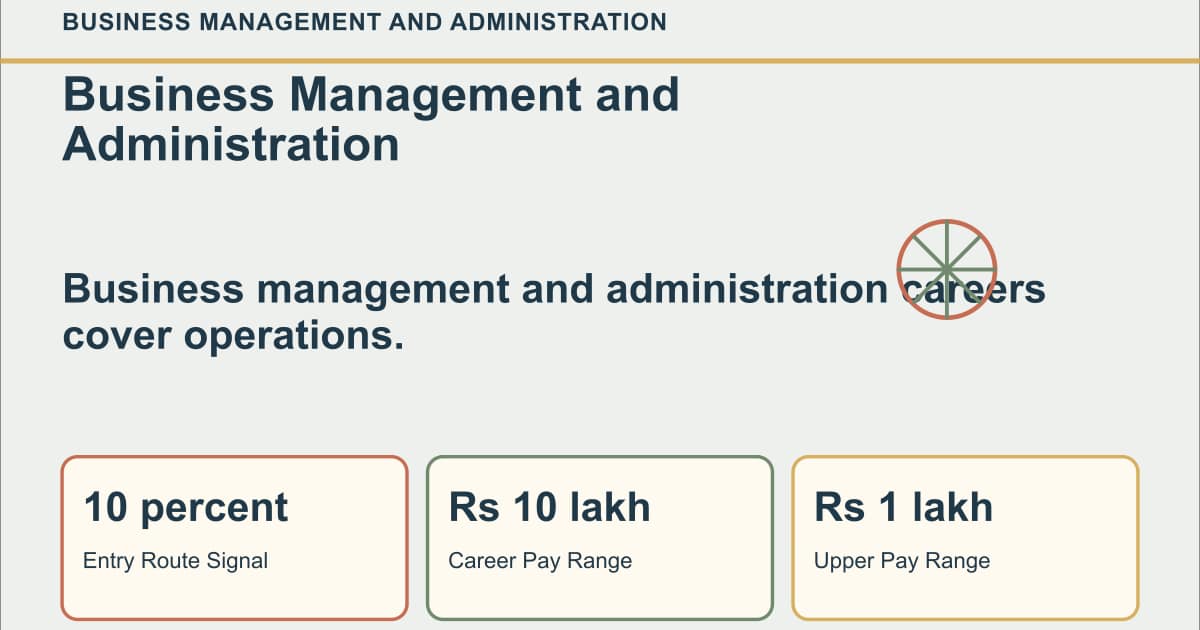 BUSINESS MANAGEMENT AND ADMINISTRATION
Business Management and
Administration
Business management and administration careers
cover operations.
10 percent
Entry Route Signal
Rs 10 lakh
Career Pay Range
Rs 1 lakh
Upper Pay Range